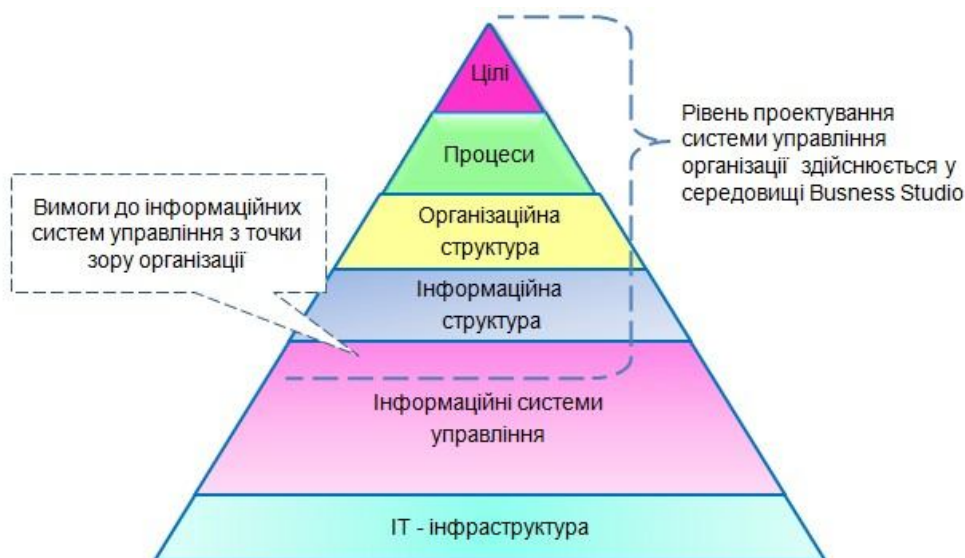 Цілі
Процеси
Організаційна
структура
Інформаційна
структура
Інформаційні системи
управління
ІТ - інфраструктура
Вимоги до інформаційних
систем управління з точки
зору організації
Рівень проектування
системи управління
організації здійснюється у
середовищі Busness Studio